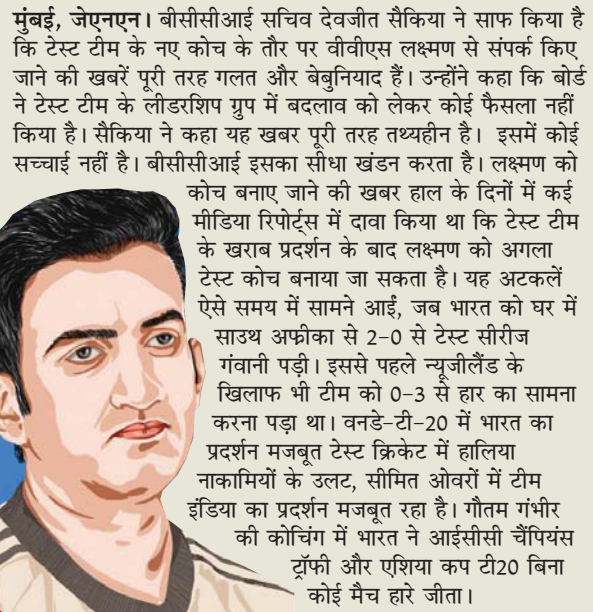 मुंबई, जेएनएन। बीसीसीआई सचिव देवजीत सैकिया ने साफ किया है
कि टेस्ट टीम के नए कोच के तौर पर वीवीएस लक्ष्मण से संपर्क किए
जाने की खबरें पूरी तरह गलत और बेबुनियाद हैं। उन्होंने कहा कि बोर्ड
ने टेस्ट टीम के लीडरशिप ग्रुप में बदलाव को लेकर कोई फैसला नहीं
किया है। सैकिया ने कहा यह खबर पूरी तरह तथ्यहीन है। इसमें कोई
सच्चाई नहीं है। बीसीसीआई इसका सीधा खंडन करता है। लक्ष्मण को
कोच बनाए जाने की खबर हाल के दिनों में कई
मीडिया रिपोर्ट्स में दावा किया था कि टेस्ट टीम
के खराब प्रदर्शन के बाद लक्ष्मण को अगला
टेस्ट कोच बनाया जा सकता है। यह अटकलें
ऐसे समय में सामने आईं, जब भारत को घर में
साउथ अफ्रीका से 2-0 से टेस्ट सीरीज
गंवानी पड़ी। इससे पहले न्यूजीलैंड के
खिलाफ भी टीम को 0-3 से हार का सामना
करना पड़ा था। वनडे-टी-20 में भारत का
प्रदर्शन मजबूत टेस्ट क्रिकेट में हालिया
नाकामियों के उलट, सीमित ओवरों में टीम
इंडिया का प्रदर्शन मजबूत रहा है। गौतम गंभीर
की कोचिंग में भारत ने आईसीसी चैंपियंस
ट्रॉफी और एशिया कप टी20 बिना
कोई मैच हारे जीता।